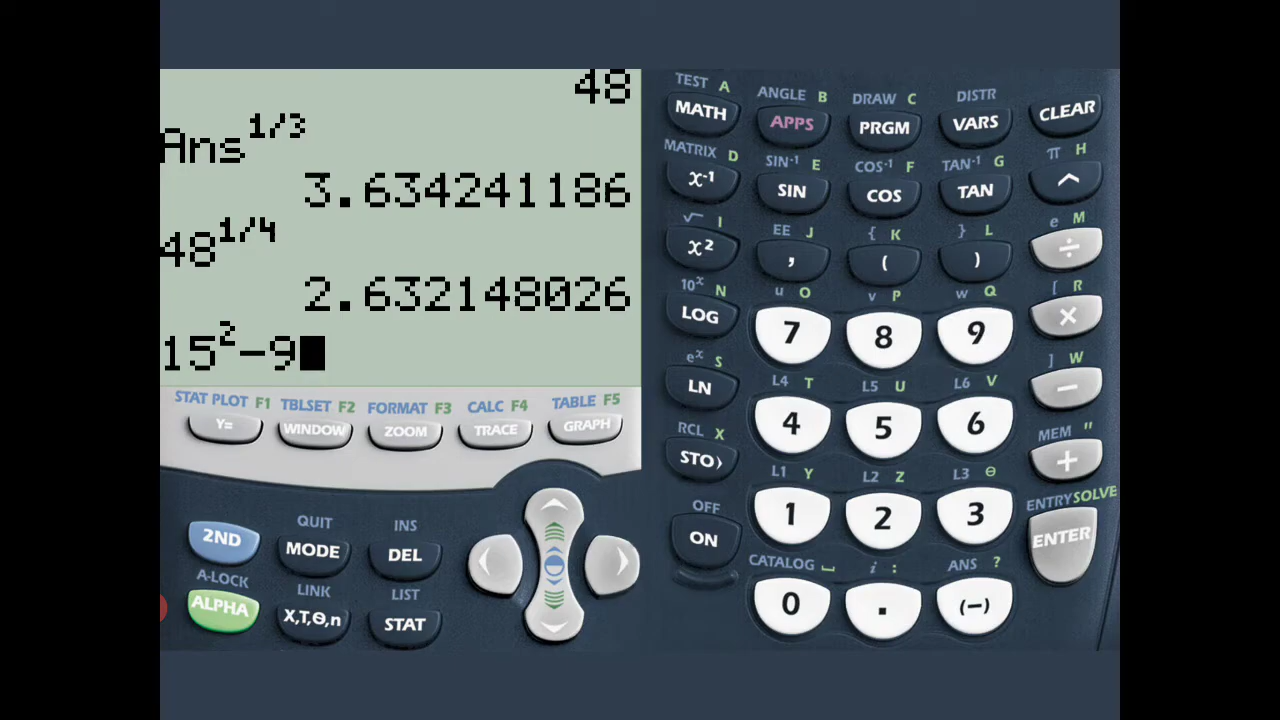 48
Ans^1/3
3.634241186
48^1/4
2.632148026
15²-9
STAT PLOT F1 TBLSET F2 FORMAT F3 CALC F4 TABLE F5
Y= WINDOW ZOOM TRACE GRAPH
QUIT INS
2ND MODE DEL
A-LOCK LINK LIST
ALPHA X,T,Θ,n STAT
TEST A ANGLE B DRAW C DISTR
MATH APPS PRGM VARS CLEAR
MATRIX D SIN⁻¹ E COS⁻¹ F TAN⁻¹ G π H
x⁻¹ SIN COS TAN ^
√ I EE J { K } L e M
x² , ( ) ÷
10ˣ N u O v P w Q [ R
LOG 7 8 9 ×
eˣ S L4 T L5 U L6 V ] W
LN 4 5 6 −
RCL X L1 Y L2 Z L3 Θ MEM "
STO› 1 2 3 +
OFF CATALOG ␣ i : ANS ? ENTRY SOLVE
ON 0 . (−) ENTER